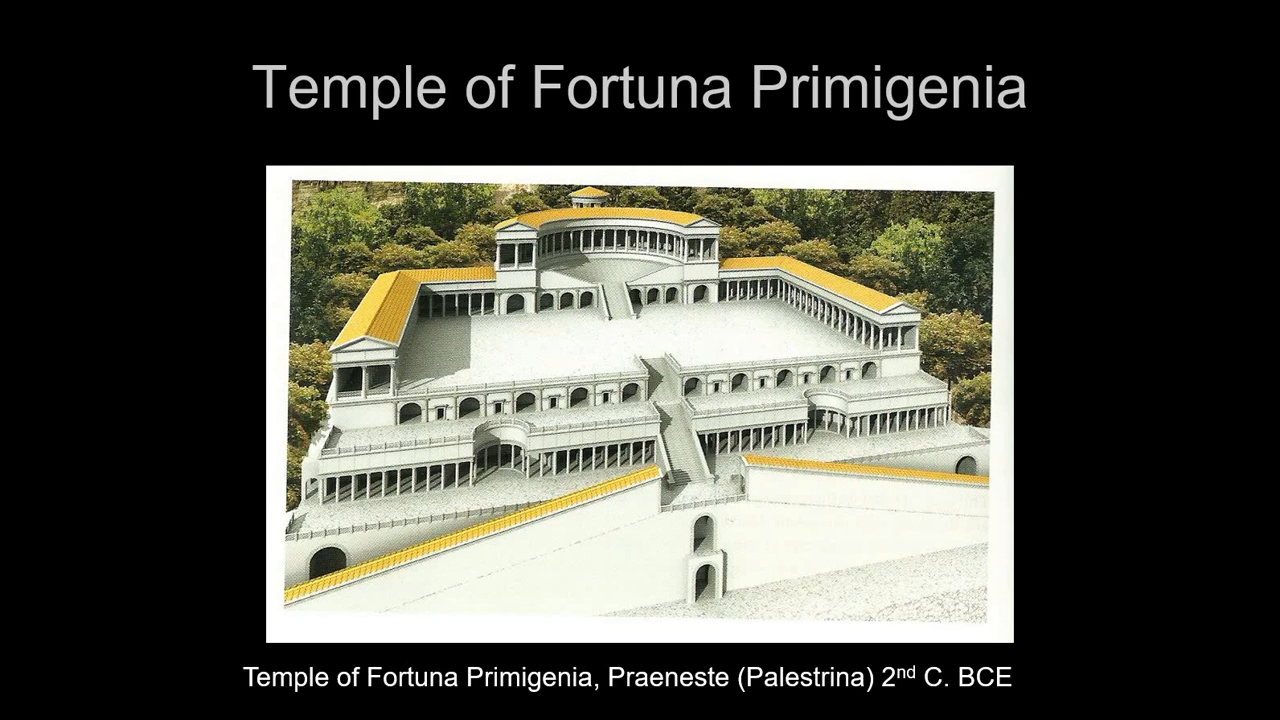 Temple of Fortuna Primigenia
Temple of Fortuna Primigenia, Praeneste (Palestrina) 2nd C. BCE